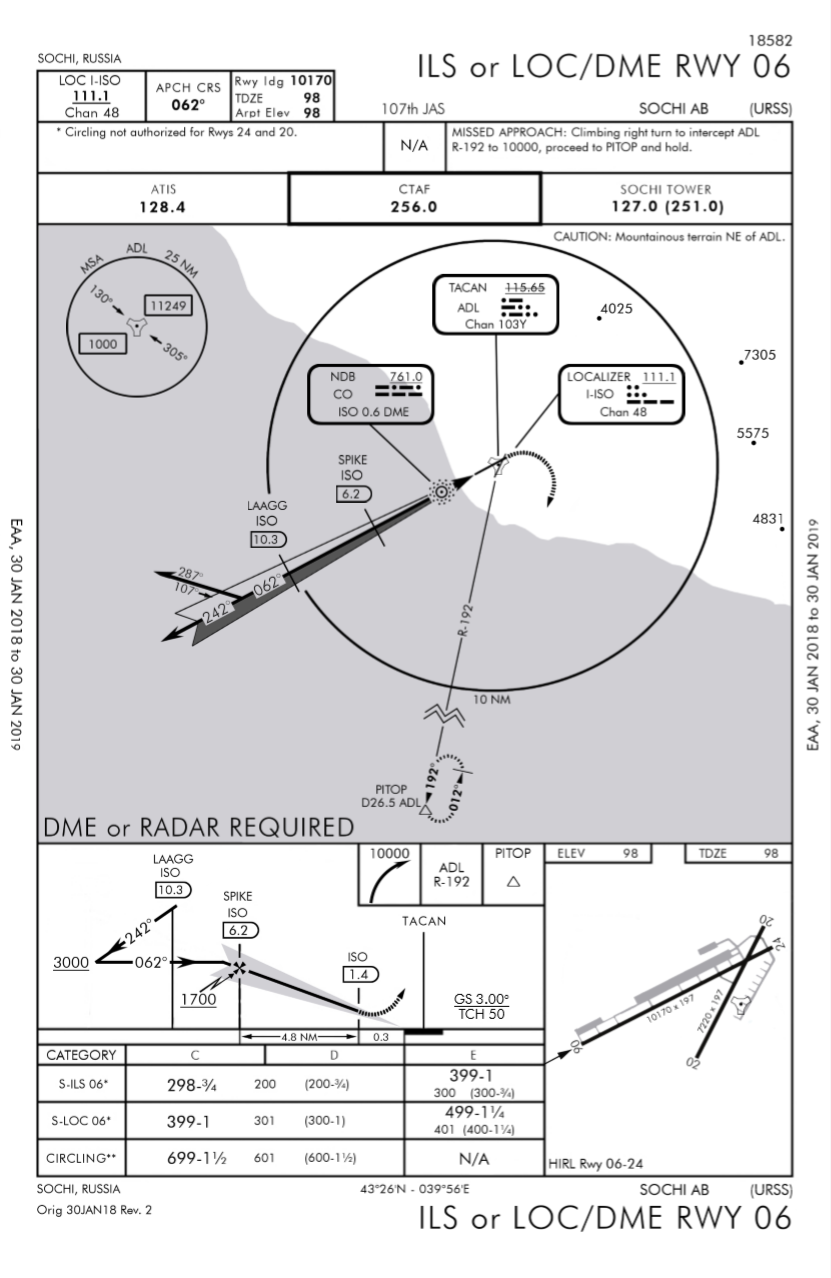 18582
SOCHI, RUSSIA
ILS or LOC/DME RWY 06
LOC I-ISO
111.1
Chan 48
APCH CRS
062°
Rwy ldg 10170
TDZE 98
Arpt Elev 98
107th JAS
SOCHI AB (URSS)
* Circling not authorized for Rwys 24 and 20.
N/A
MISSED APPROACH: Climbing right turn to intercept ADL
R-192 to 10000, proceed to PITOP and hold.
ATIS
128.4
CTAF
256.0
SOCHI TOWER
127.0 (251.0)
CAUTION: Mountainous terrain NE of ADL.
MSA ADL 25 NM
130°
11249
1000
305°
TACAN 115.65
ADL
Chan 103Y
4025
7305
NDB 761.0
CO
ISO 0.6 DME
LOCALIZER 111.1
I-ISO
Chan 48
5575
4831
SPIKE
ISO
6.2
LAAGG
ISO
10.3
287°
107°
242°
062°
R-192
10 NM
192°
012°
PITOP
D26.5 ADL
DME or RADAR REQUIRED
EAA, 30 JAN 2018 to 30 JAN 2019
EAA, 30 JAN 2018 to 30 JAN 2019
LAAGG
ISO
10.3
SPIKE
ISO
6.2
242°
3000
062°
1700
ISO
1.4
10000
ADL
R-192
PITOP
TACAN
GS 3.00°
TCH 50
4.8 NM
0.3
ELEV 98
TDZE 98
20
24
10170 x 197
7220 x 197
06
02
HIRL Rwy 06-24
CATEGORY C D E
S-ILS 06* 298-¾ 200 (200-¾) 399-1
300 (300-¾)
S-LOC 06* 399-1 301 (300-1) 499-1¼
401 (400-1¼)
CIRCLING** 699-1½ 601 (600-1½) N/A
SOCHI, RUSSIA
43°26'N - 039°56'E
SOCHI AB (URSS)
Orig 30JAN18 Rev. 2
ILS or LOC/DME RWY 06